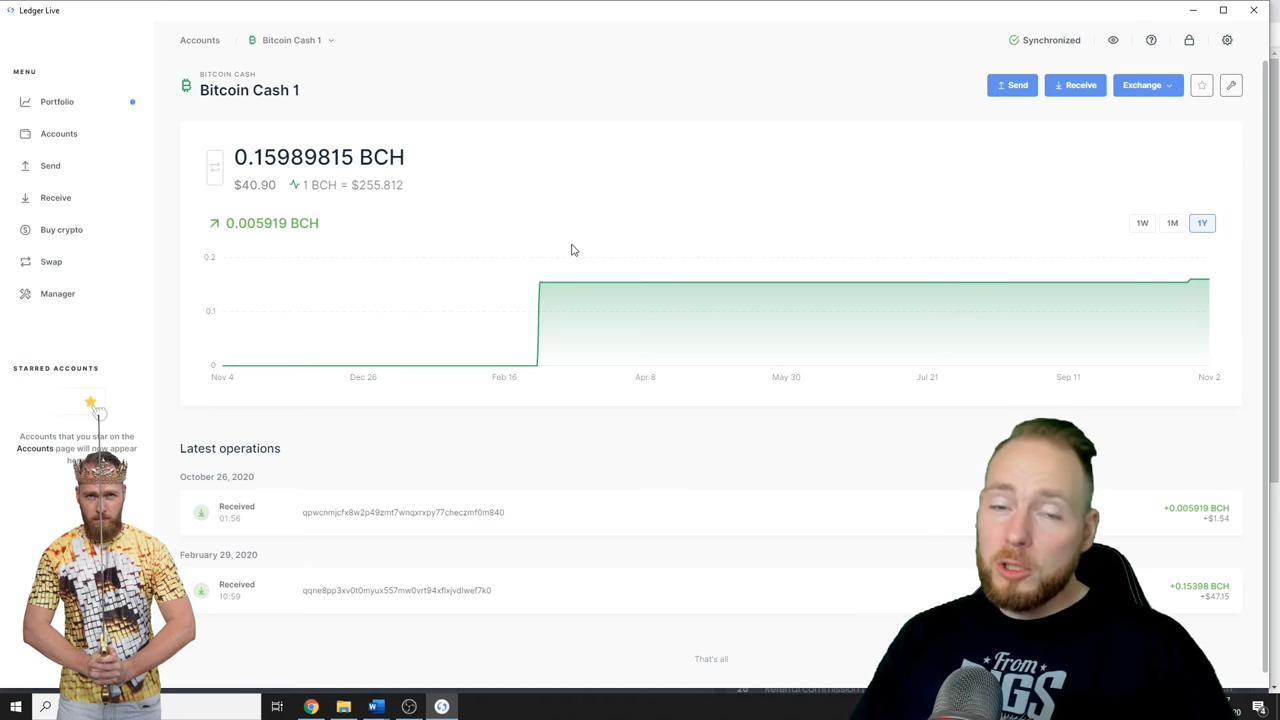 Ledger Live
Accounts
Bitcoin Cash 1
Synchronized
MENU
Portfolio
Accounts
Send
Receive
Buy crypto
Swap
Manager
STARRED ACCOUNTS
Accounts that you star on the
Accounts page will now appear
BITCOIN CASH
Bitcoin Cash 1
Send
Receive
Exchange
0.15989815 BCH
$40.90
1 BCH = $255.812
0.005919 BCH
1W
1M
1Y
0.2
0.1
0
Nov 4
Dec 26
Feb 16
Apr 8
May 30
Jul 21
Sep 11
Nov 2
Latest operations
October 26, 2020
Received
01:56
qpwcnmjcfx8w2p49zmt7wnqxrxpy77checzmf0m840
+0.005919 BCH
+$1.54
February 29, 2020
Received
10:59
qqne8pp3xv0t0myux557mw0vrt94xflxjvdlwef7k0
+0.15398 BCH
+$47.15
That's all
Referral commission
From